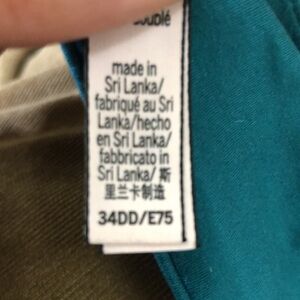 double
made in
Sri Lanka/
fabriqué au Sri
Lanka/hecho
en Sri Lanka/
fabbricato in
Sri Lanka/ 斯
里兰卡制造
34DD/E75